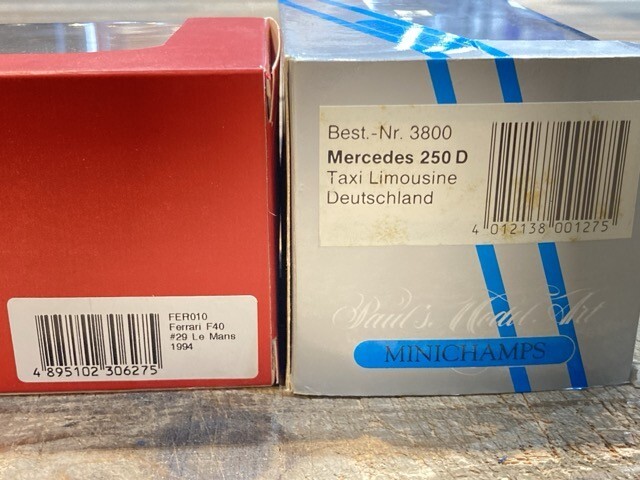 FER010
Ferrari F40
#29 Le Mans
1994
4 895102 306275
Best.-Nr. 3800
Mercedes 250 D
Taxi Limousine
Deutschland
4 012138 001275
Paul's Model Art
MINICHAMPS